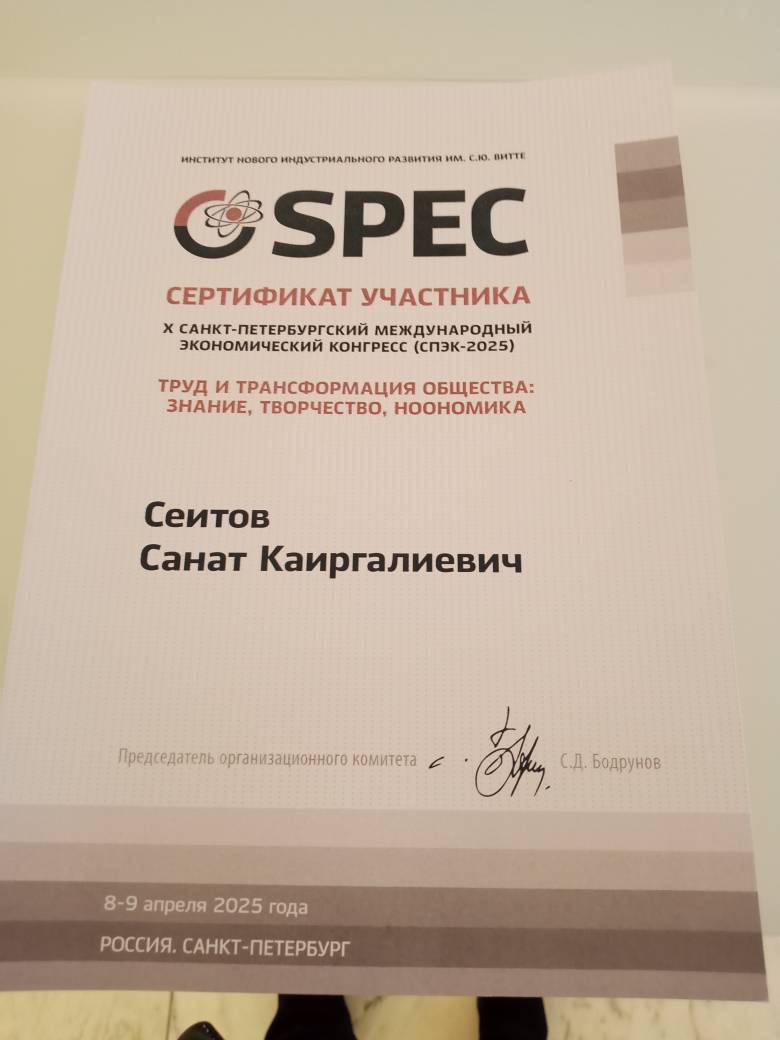 ИНСТИТУТ НОВОГО ИНДУСТРИАЛЬНОГО РАЗВИТИЯ ИМ. С.Ю. ВИТТЕ
SPEC
СЕРТИФИКАТ УЧАСТНИКА
X САНКТ-ПЕТЕРБУРГСКИЙ МЕЖДУНАРОДНЫЙ
ЭКОНОМИЧЕСКИЙ КОНГРЕСС (СПЭК-2025)
ТРУД И ТРАНСФОРМАЦИЯ ОБЩЕСТВА:
ЗНАНИЕ, ТВОРЧЕСТВО, НООНОМИКА
Сеитов
Санат Каиргалиевич
Председатель организационного комитета С.Д. Бодрунов
8-9 апреля 2025 года
РОССИЯ. САНКТ-ПЕТЕРБУРГ